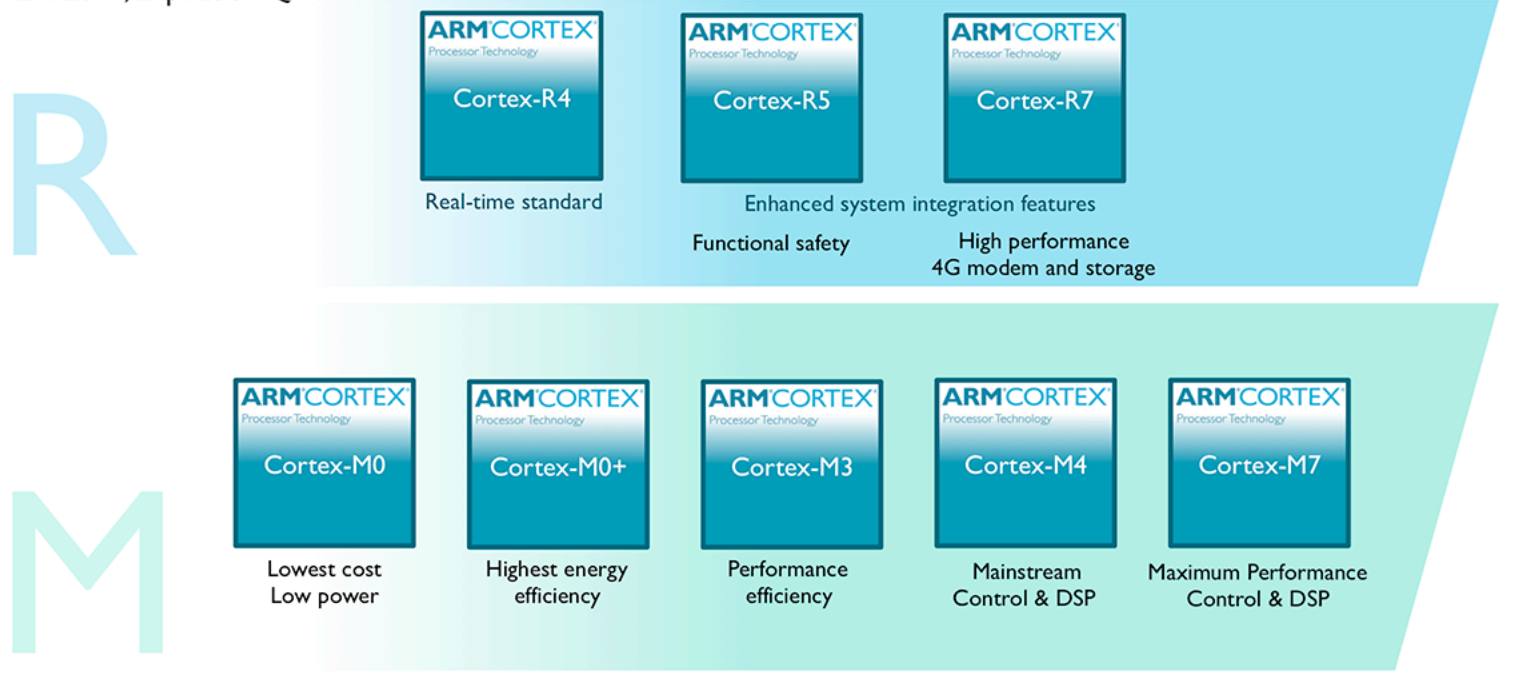 ARM®CORTEX®
Processor Technology
Cortex-R4
Real-time standard
ARM®CORTEX®
Processor Technology
Cortex-R5
ARM®CORTEX®
Processor Technology
Cortex-R7
Enhanced system integration features
Functional safety
High performance
4G modem and storage
R
ARM®CORTEX®
Processor Technology
Cortex-M0
Lowest cost
Low power
ARM®CORTEX®
Processor Technology
Cortex-M0+
Highest energy
efficiency
ARM®CORTEX®
Processor Technology
Cortex-M3
Performance
efficiency
ARM®CORTEX®
Processor Technology
Cortex-M4
Mainstream
Control & DSP
ARM®CORTEX®
Processor Technology
Cortex-M7
Maximum Performance
Control & DSP
M